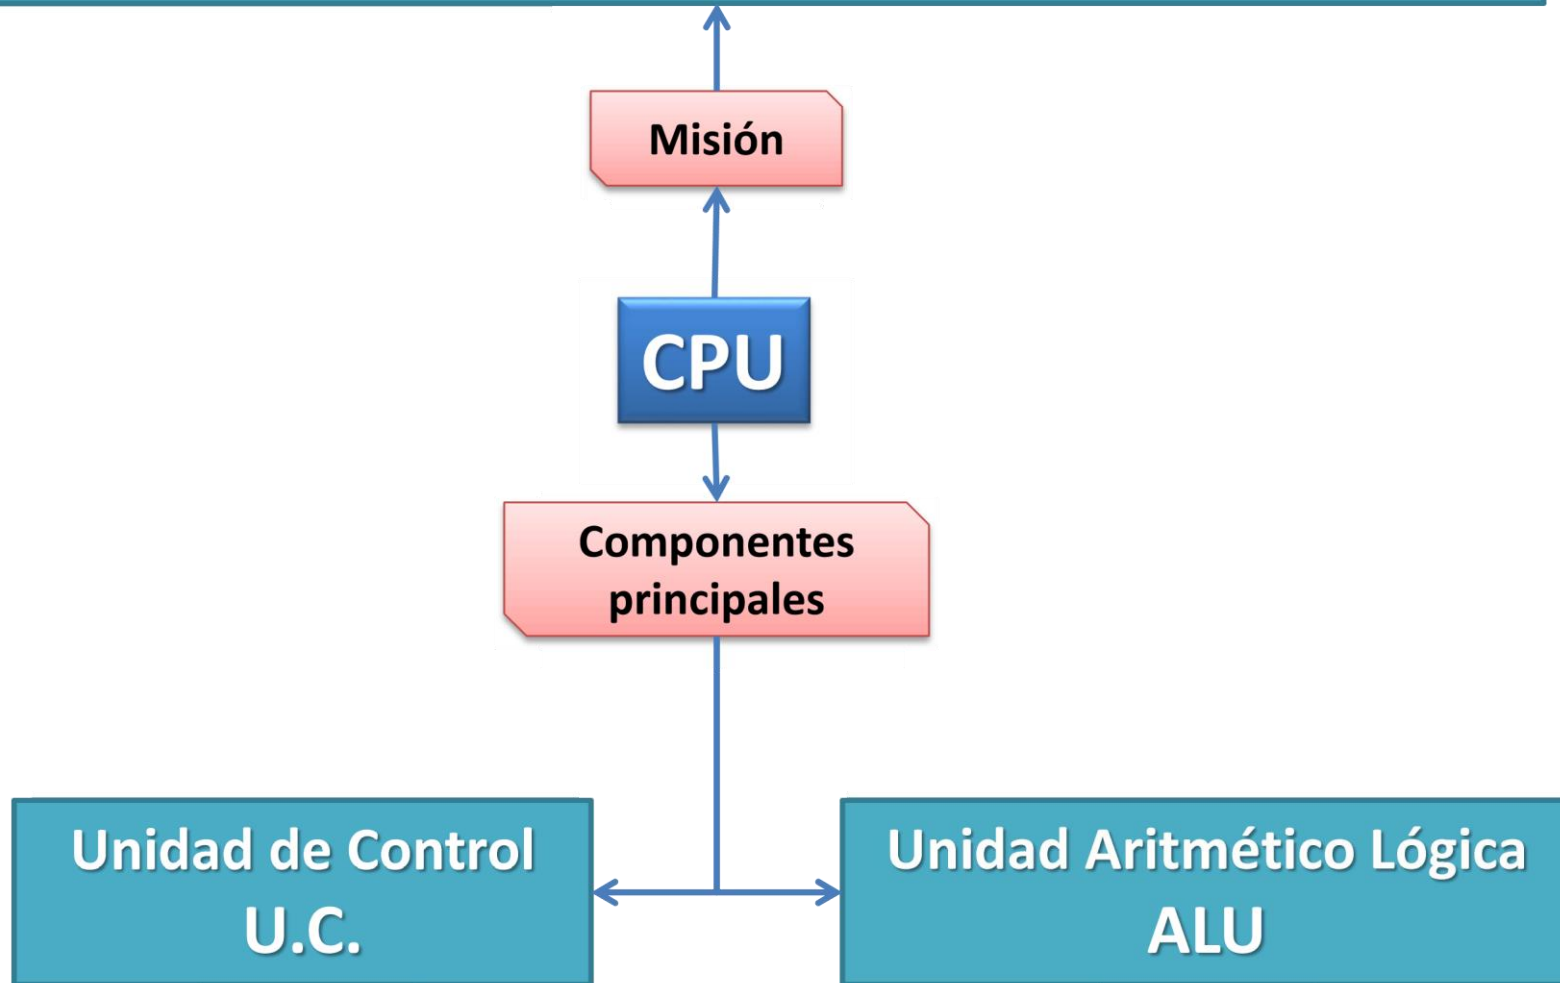 Misión
CPU
Componentes
principales
Unidad de Control
U.C.
Unidad Aritmético Lógica
ALU